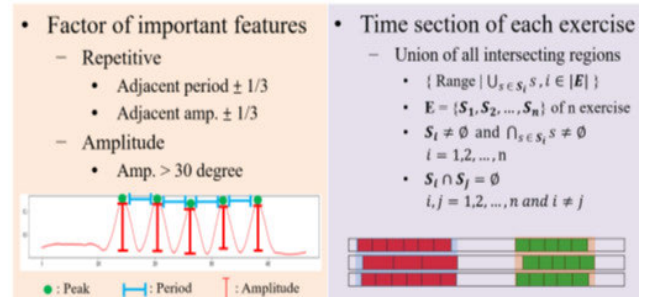 • Factor of important features
– Repetitive
• Adjacent period ± 1/3
• Adjacent amp. ± 1/3
– Amplitude
• Amp. > 30 degree
● : Peak
: Period
: Amplitude
• Time section of each exercise
– Union of all intersecting regions
• { Range | ⋃s∈Sᵢ s , i ∈ |E| }
• E = {S₁, S₂, ..., Sₙ} of n exercise
• Sᵢ ≠ ∅ and ⋂s∈Sᵢ s ≠ ∅
i = 1,2, ..., n
• Sᵢ ∩ Sⱼ = ∅
i, j = 1,2, ..., n and i ≠ j